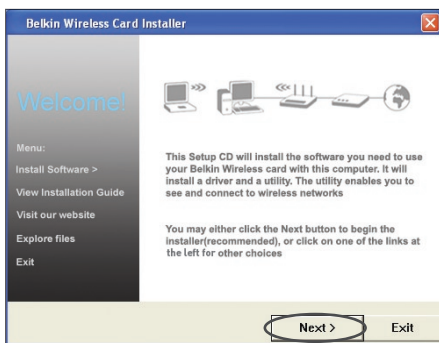 Belkin Wireless Card Installer
Welcome!
Menu:
Install Software >
View Installation Guide
Visit our website
Explore files
Exit
This Setup CD will install the software you need to use
your Belkin Wireless card with this computer. It will
install a driver and a utility. The utility enables you to
see and connect to wireless networks
You may either click the Next button to begin the
installer(recommended), or click on one of the links at
the left for other choices
Next >
Exit